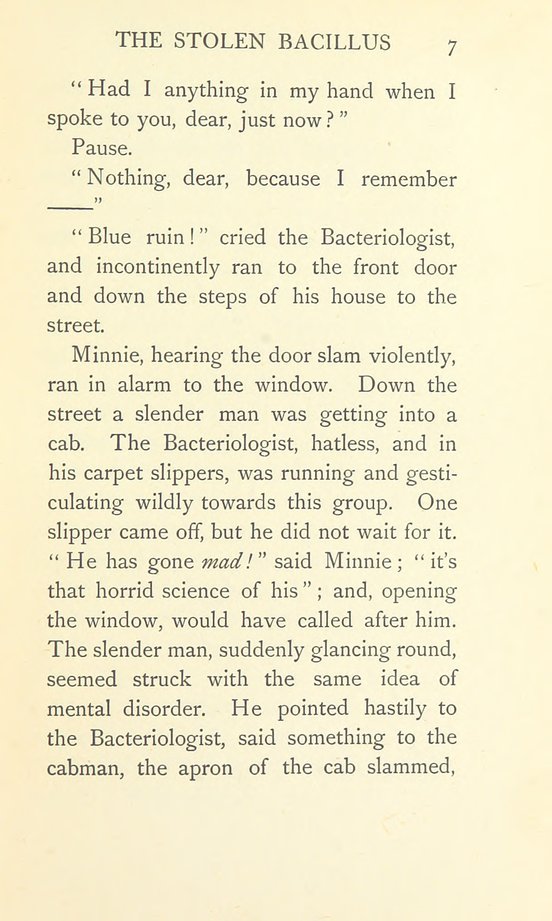 THE STOLEN BACILLUS 7
“Had I anything in my hand when I
spoke to you, dear, just now?”
Pause.
“Nothing, dear, because I remember
——”
“Blue ruin!” cried the Bacteriologist,
and incontinently ran to the front door
and down the steps of his house to the
street.
Minnie, hearing the door slam violently,
ran in alarm to the window. Down the
street a slender man was getting into a
cab. The Bacteriologist, hatless, and in
his carpet slippers, was running and gesti-
culating wildly towards this group. One
slipper came off, but he did not wait for it.
“He has gone mad!” said Minnie; “it’s
that horrid science of his”; and, opening
the window, would have called after him.
The slender man, suddenly glancing round,
seemed struck with the same idea of
mental disorder. He pointed hastily to
the Bacteriologist, said something to the
cabman, the apron of the cab slammed,